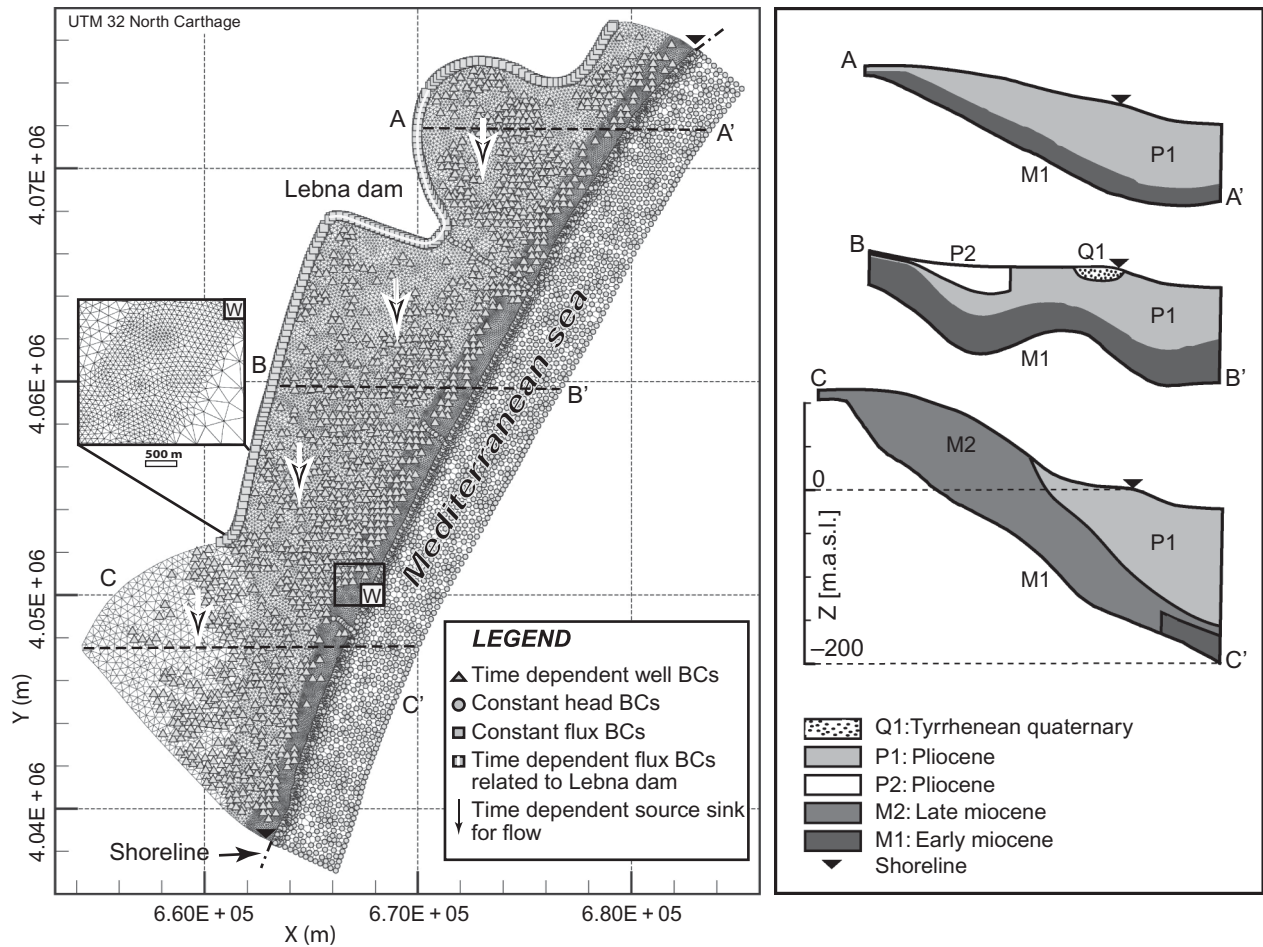 UTM 32 North Carthage
A
A'
Lebna dam
W
B
B'
500 m
Mediterranean sea
C
W
C'
Shoreline
LEGEND
Time dependent well BCs
Constant head BCs
Constant flux BCs
Time dependent flux BCs
related to Lebna dam
Time dependent source sink
for flow
4.07E + 06
4.06E + 06
4.05E + 06
4.04E + 06
Y (m)
6.60E + 05
6.70E + 05
6.80E + 05
X (m)
A
P1
M1
A'
B
P2
Q1
P1
M1
B'
C
M2
0
P1
M1
Z [m.a.s.l.]
–200
C'
Q1:Tyrrhenean quaternary
P1: Pliocene
P2: Pliocene
M2: Late miocene
M1: Early miocene
Shoreline